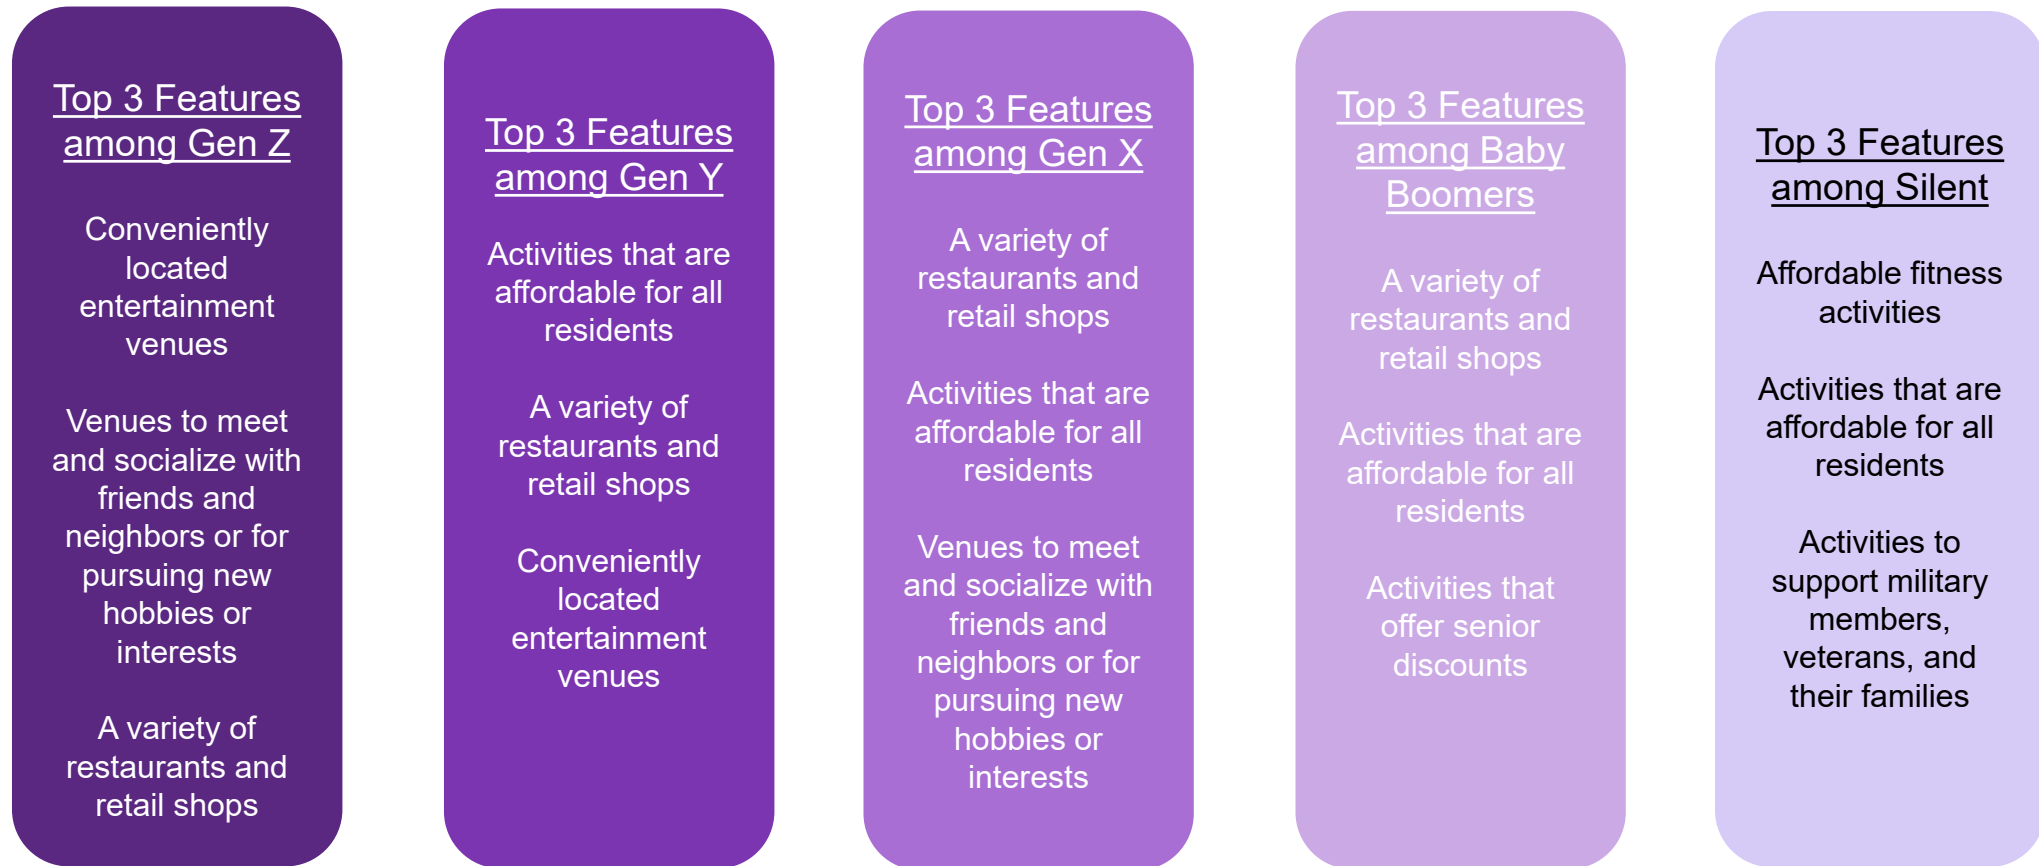 Top 3 Features
among Gen Z
Conveniently
located
entertainment
venues
Venues to meet
and socialize with
friends and
neighbors or for
pursuing new
hobbies or
interests
A variety of
restaurants and
retail shops
Top 3 Features
among Gen Y
Activities that are
affordable for all
residents
A variety of
restaurants and
retail shops
Conveniently
located
entertainment
venues
Top 3 Features
among Gen X
A variety of
restaurants and
retail shops
Activities that are
affordable for all
residents
Venues to meet
and socialize with
friends and
neighbors or for
pursuing new
hobbies or
interests
Top 3 Features
among Baby
Boomers
A variety of
restaurants and
retail shops
Activities that are
affordable for all
residents
Activities that
offer senior
discounts
Top 3 Features
among Silent
Affordable fitness
activities
Activities that are
affordable for all
residents
Activities to
support military
members,
veterans, and
their families